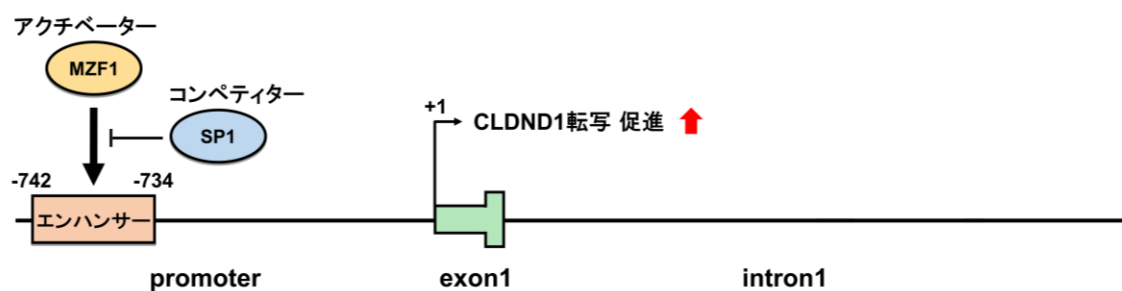 アクチベーター
MZF1
コンペティター
SP1
+1
CLDND1転写 促進
-742
-734
エンハンサー
promoter
exon1
intron1